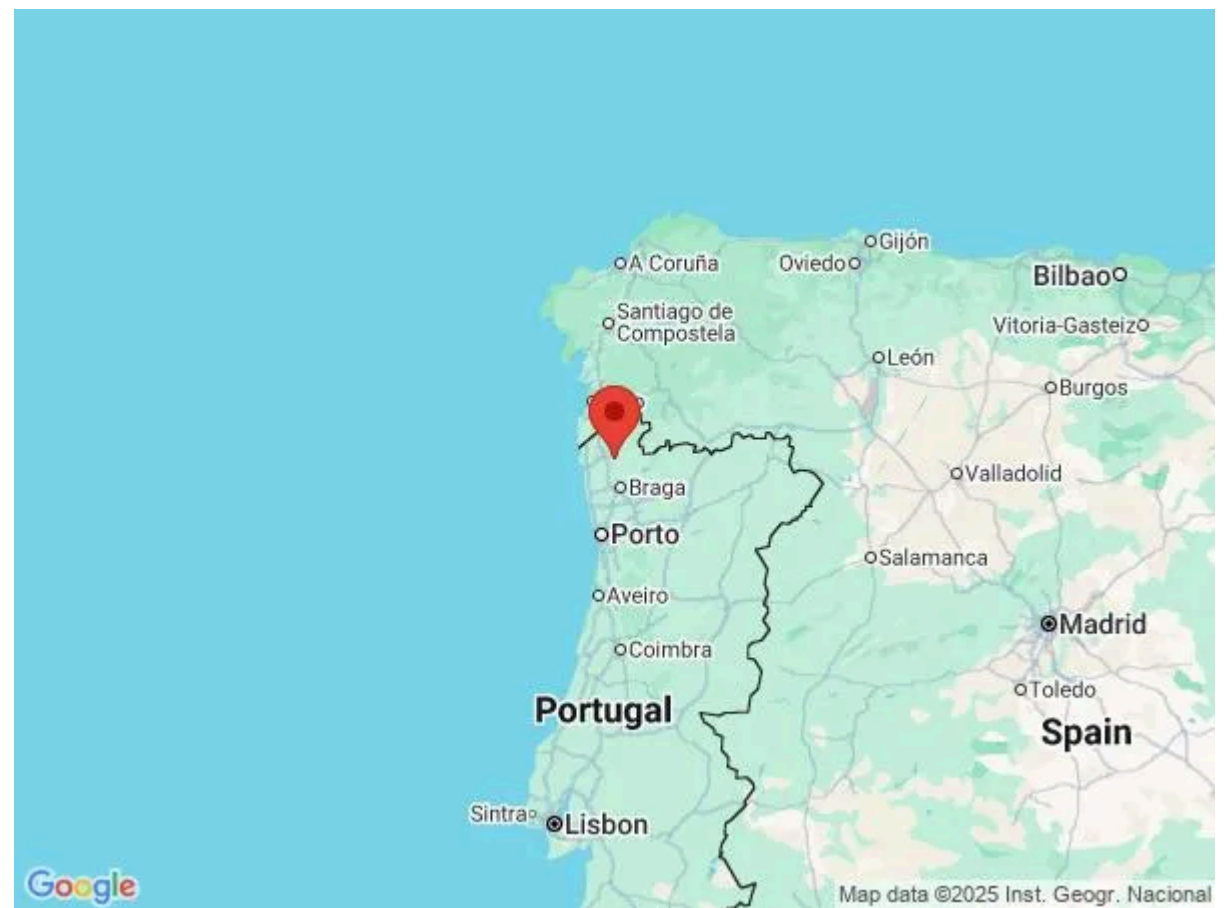 Gijón
A Coruña
Oviedo
Bilbao
Santiago de
Compostela
Vitoria-Gasteiz
León
Burgos
Valladolid
Braga
Porto
Salamanca
Aveiro
Madrid
Coimbra
Toledo
Portugal
Spain
Sintra
Lisbon
Google
Map data ©2025 Inst. Geogr. Nacional